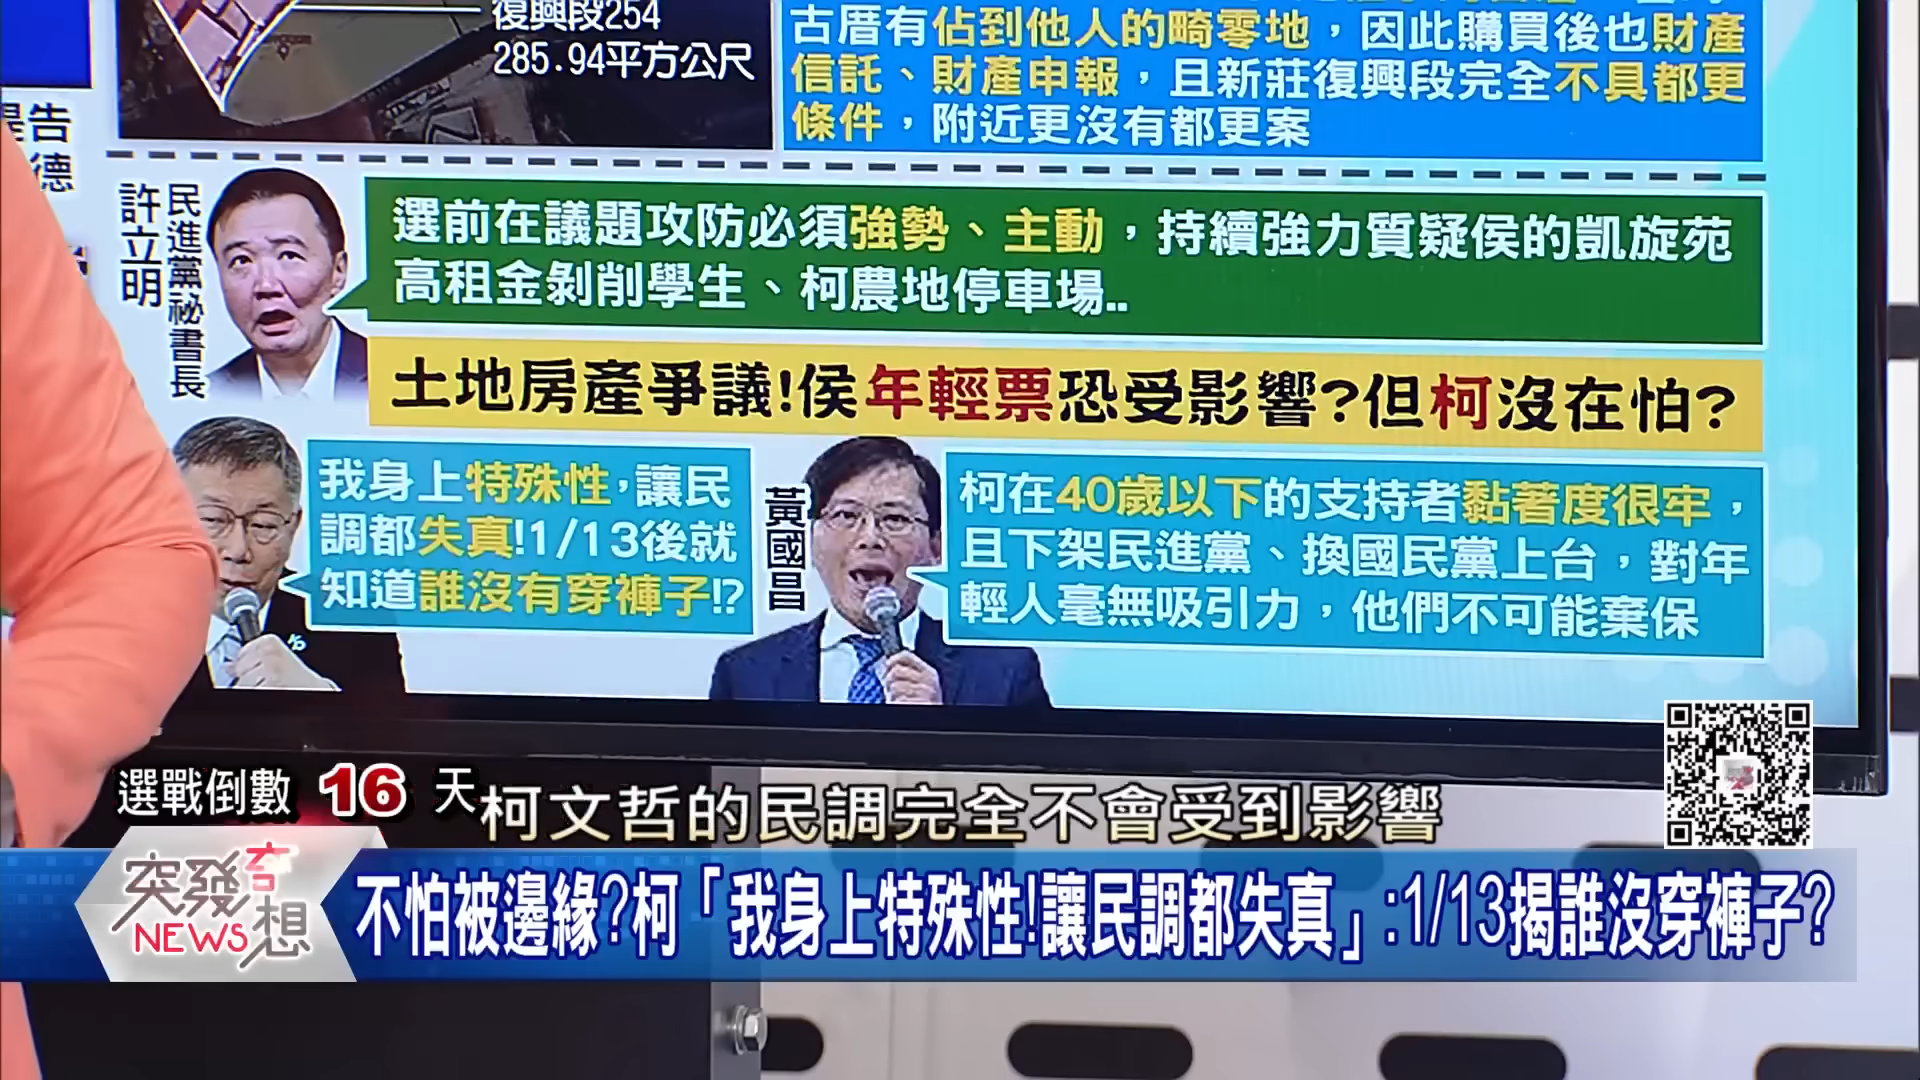 復興段254
285.94平方公尺
古厝有佔到他人的畸零地，因此購買後也財產
信託、財產申報，且新莊復興段完全不具都更
條件，附近更沒有都更案
告
德
民進黨祕書長
許立明
選前在議題攻防必須強勢、主動，持續強力質疑侯的凱旋苑
高租金剝削學生、柯農地停車場..
土地房產爭議!侯年輕票恐受影響?但柯沒在怕?
我身上特殊性,讓民
調都失真!1/13後就
知道誰沒有穿褲子!?
黃國昌
柯在40歲以下的支持者黏著度很牢，
且下架民進黨、換國民黨上台，對年
輕人毫無吸引力，他們不可能棄保
選戰倒數 16 天
柯文哲的民調完全不會受到影響
突發奇想
NEWS
不怕被邊緣?柯「我身上特殊性!讓民調都失真」:1/13揭誰沒穿褲子?